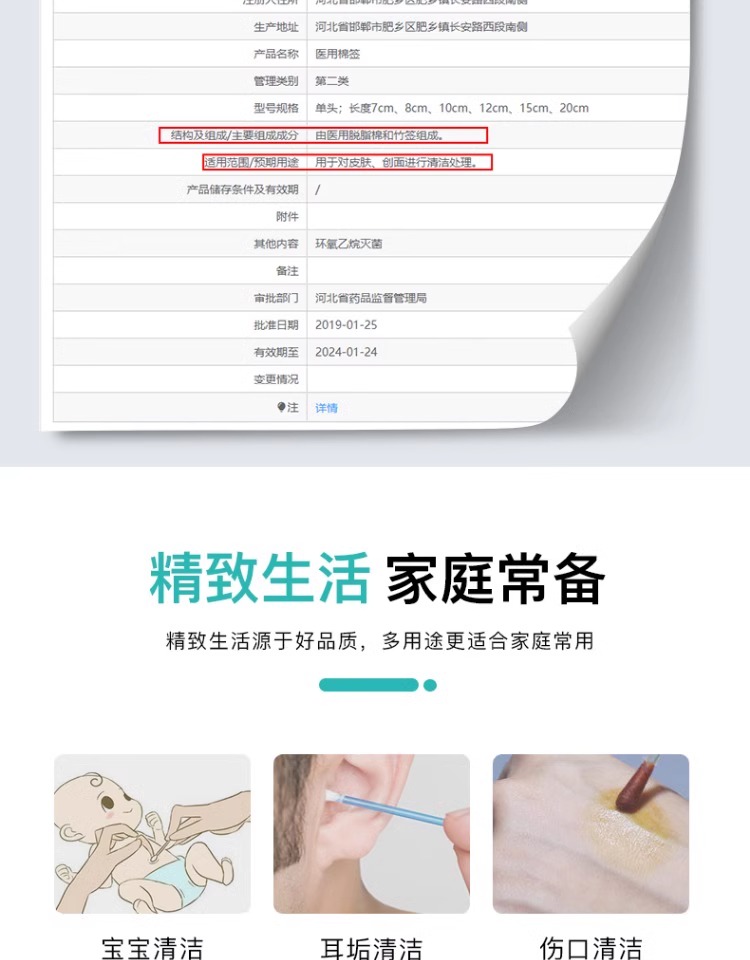 注册人住所 河北省邯郸市肥乡区肥乡镇长安路西段南侧
生产地址 河北省邯郸市肥乡区肥乡镇长安路西段南侧
产品名称 医用棉签
管理类别 第二类
型号规格 单头；长度7cm、8cm、10cm、12cm、15cm、20cm
结构及组成/主要组成成分 由医用脱脂棉和竹签组成。
适用范围/预期用途 用于对皮肤、创面进行清洁处理。
产品储存条件及有效期 /
附件
其他内容 环氧乙烷灭菌
备注
审批部门 河北省药品监督管理局
批准日期 2019-01-25
有效期至 2024-01-24
变更情况
注 详情
精致生活 家庭常备
精致生活源于好品质，多用途更适合家庭常用
宝宝清洁 耳垢清洁 伤口清洁